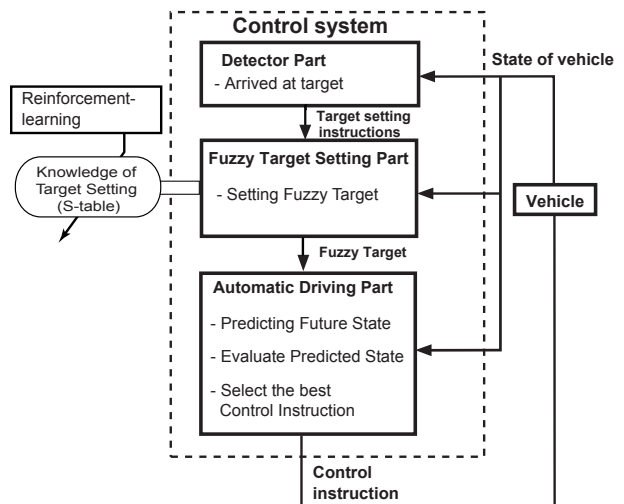 Control system
Detector Part
- Arrived at target
State of vehicle
Reinforcement-
learning
Target setting
instructions
Fuzzy Target Setting Part
- Setting Fuzzy Target
Knowledge of
Target Setting
(S-table)
Vehicle
Fuzzy Target
Automatic Driving Part
- Predicting Future State
- Evaluate Predicted State
- Select the best
Control Instruction
Control
instruction